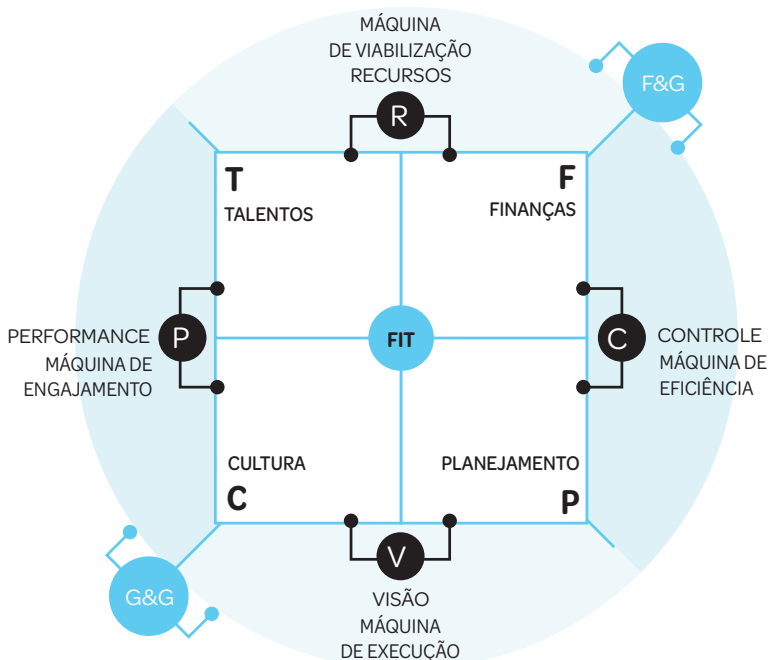 MÁQUINA
DE VIABILIZAÇÃO
RECURSOS
R
F&G
T
TALENTOS
F
FINANÇAS
PERFORMANCE
MÁQUINA DE
ENGAJAMENTO
P
FIT
C
CONTROLE
MÁQUINA DE
EFICIÊNCIA
CULTURA
C
PLANEJAMENTO
P
G&G
V
VISÃO
MÁQUINA
DE EXECUÇÃO